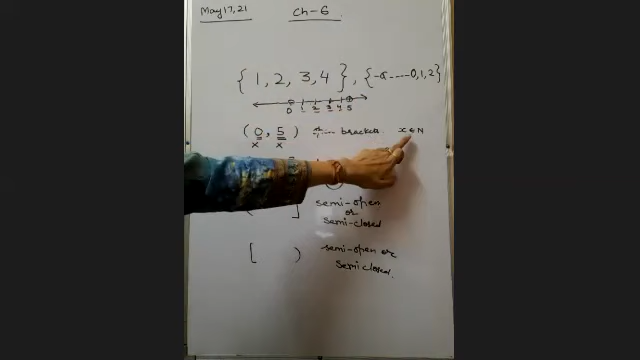 May 17, 21
Ch-6
{ 1, 2, 3, 4 } , {-∝ ---- 0, 1, 2}
0 1 2 3 4 5
( 0, 5 ) bracket. x ∈ N
x x
]
semi-open
or
semi-closed
[ ) semi-open or
semi closed.